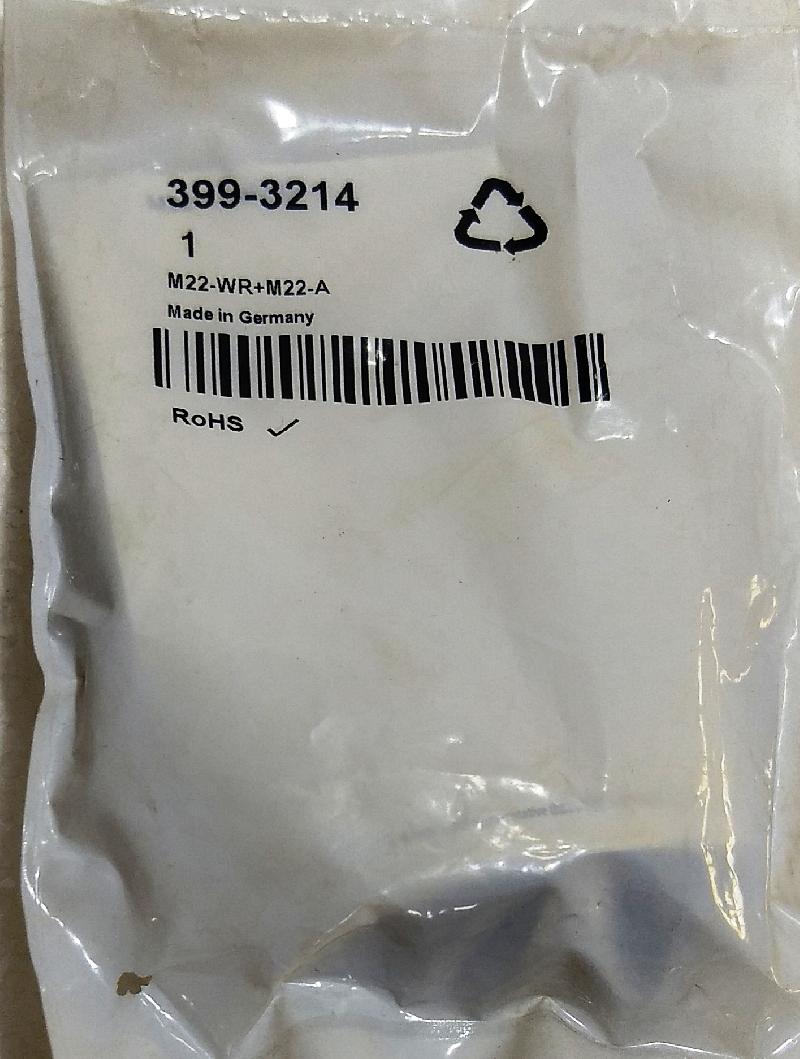 399-3214
1
M22-WR+M22-A
Made in Germany
RoHS ✓